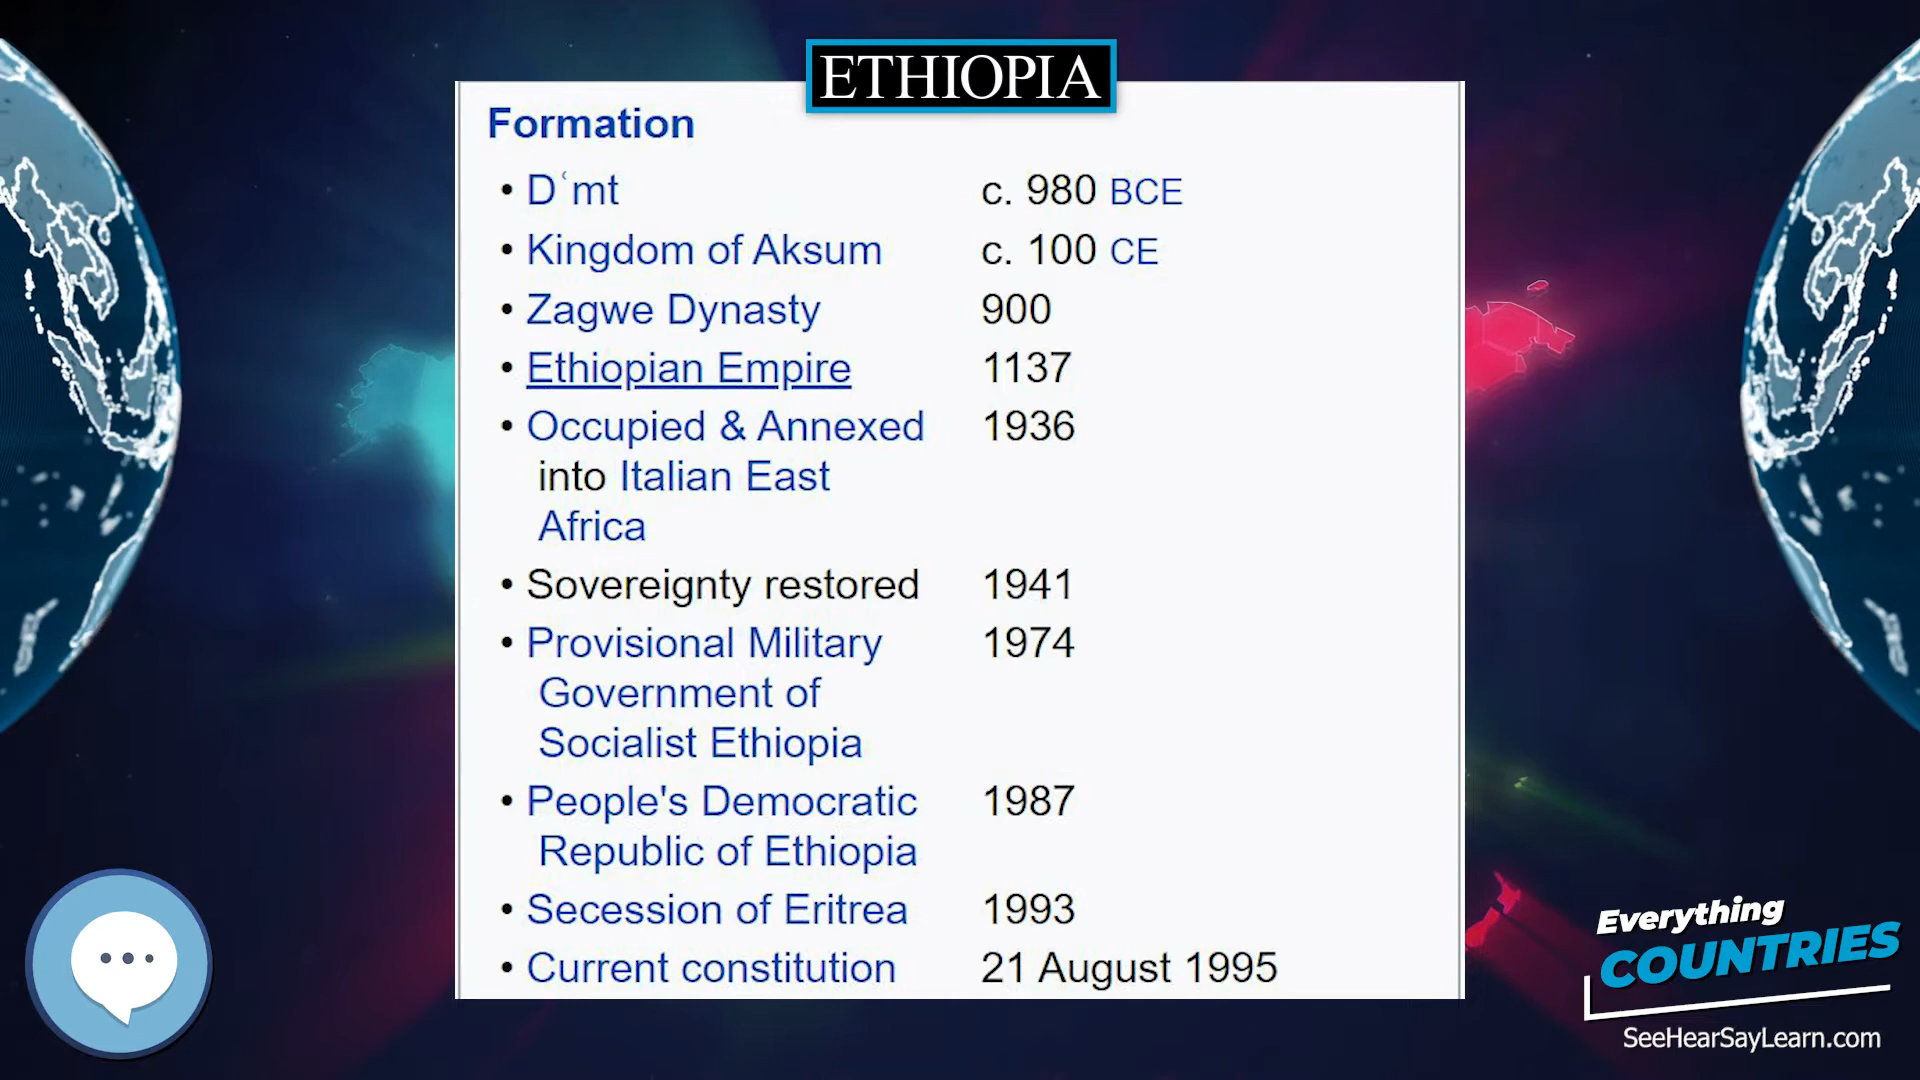 ETHIOPIA
Formation
• Dʿmt c. 980 BCE
• Kingdom of Aksum c. 100 CE
• Zagwe Dynasty 900
• Ethiopian Empire 1137
• Occupied & Annexed 1936
into Italian East
Africa
• Sovereignty restored 1941
• Provisional Military 1974
Government of
Socialist Ethiopia
• People's Democratic 1987
Republic of Ethiopia
• Secession of Eritrea 1993
• Current constitution 21 August 1995
Everything
COUNTRIES
SeeHearSayLearn.com